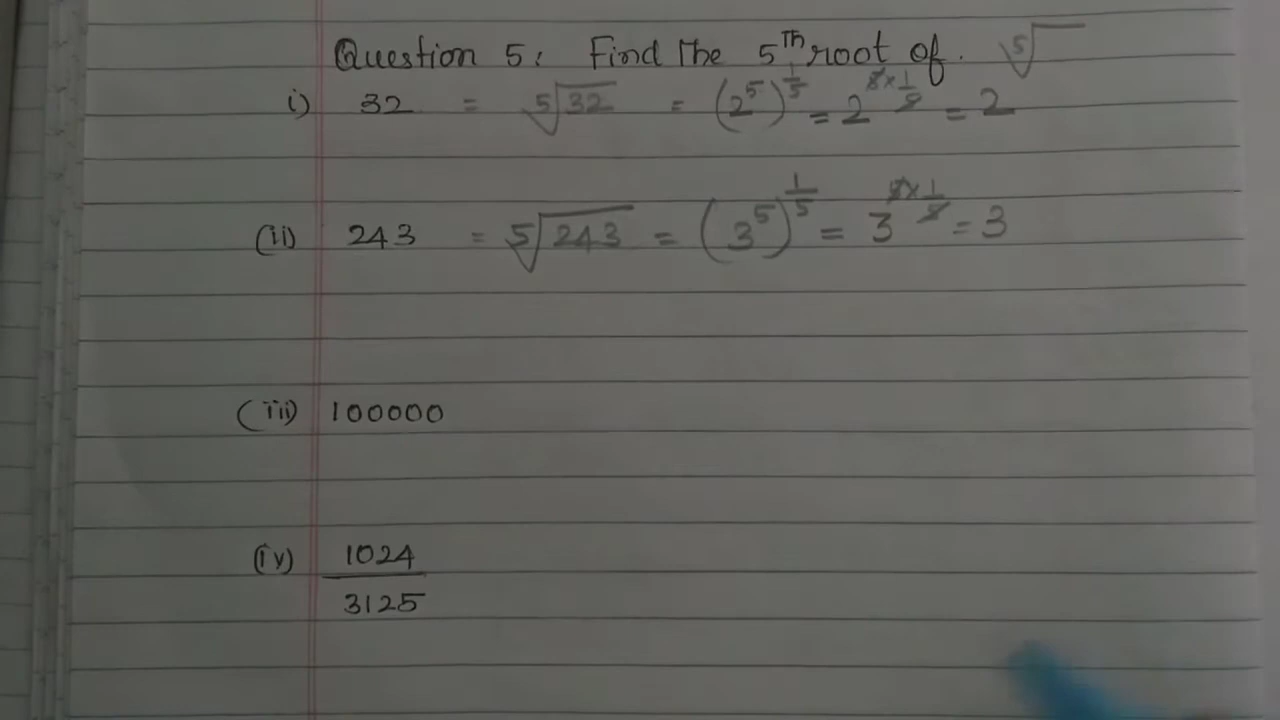 Question 5: Find The 5ᵀʰ root of. ⁵√
i) 32 = ⁵√32 = (2⁵)^(1/5) = 2^(5×1/5) = 2
(ii) 243 = ⁵√243 = (3⁵)^(1/5) = 3^(5×1/5) = 3
(iii) 100000
(iv) 1024/3125